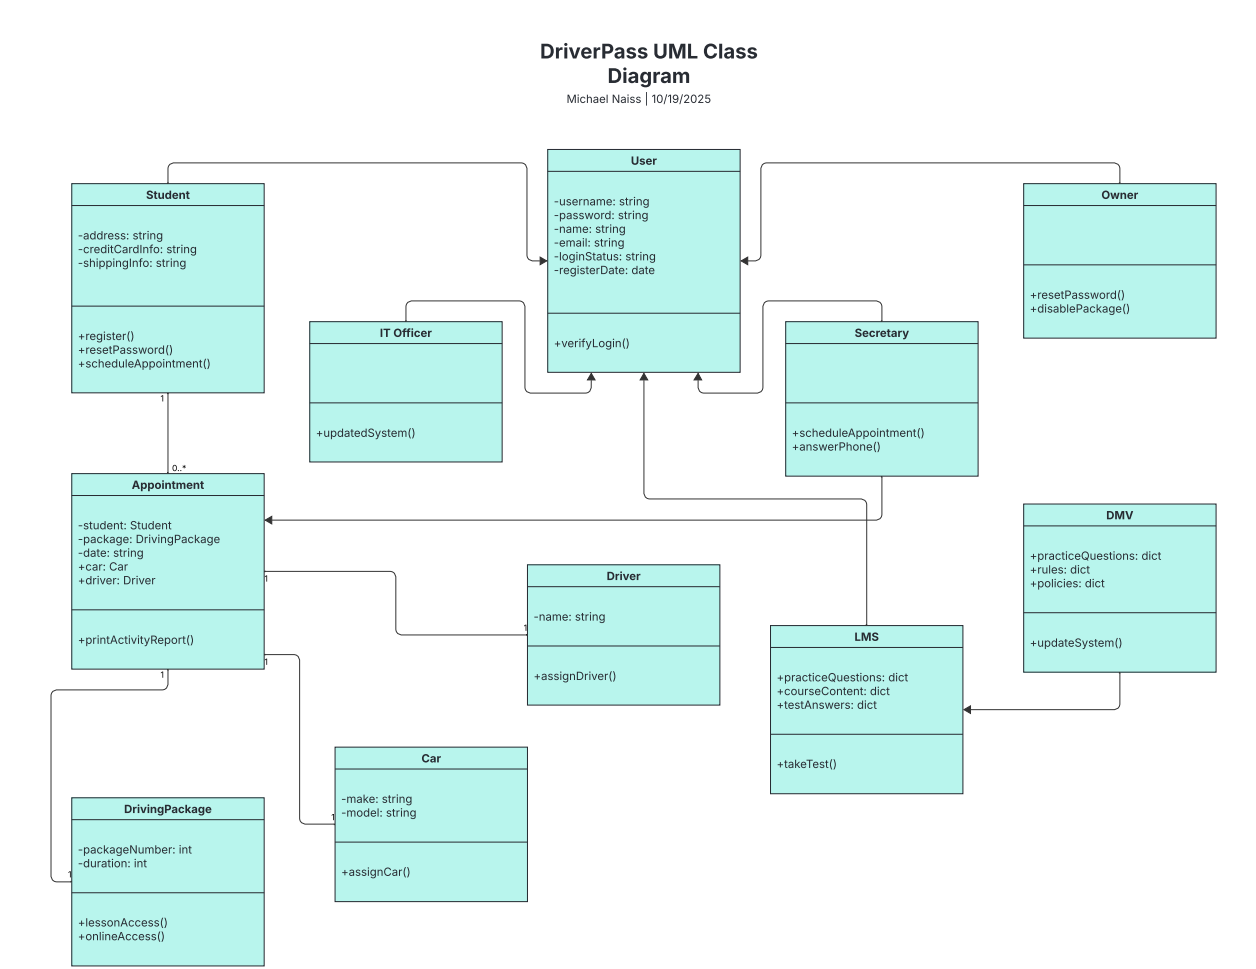 DriverPass UML Class
Diagram
Michael Naiss | 10/19/2025
User
-username: string
-password: string
-name: string
-email: string
-loginStatus: string
-registerDate: date
+verifyLogin()
Student
-address: string
-creditCardInfo: string
-shippingInfo: string
+register()
+resetPassword()
+scheduleAppointment()
1
0..*
Owner
+resetPassword()
+disablePackage()
IT Officer
+updatedSystem()
Secretary
+scheduleAppointment()
+answerPhone()
Appointment
-student: Student
-package: DrivingPackage
-date: string
+car: Car
+driver: Driver
+printActivityReport()
1
1
1
Driver
-name: string
+assignDriver()
1
DMV
+practiceQuestions: dict
+rules: dict
+policies: dict
+updateSystem()
LMS
+practiceQuestions: dict
+courseContent: dict
+testAnswers: dict
+takeTest()
Car
-make: string
-model: string
+assignCar()
1
DrivingPackage
-packageNumber: int
-duration: int
+lessonAccess()
+onlineAccess()
1